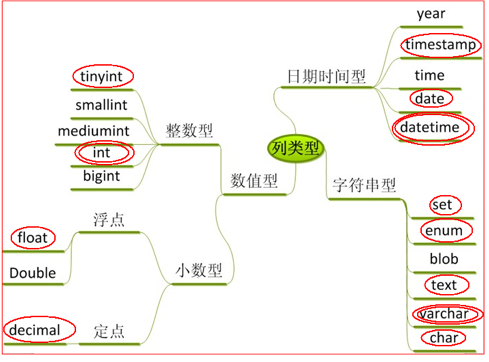 列类型
数值型
整数型
tinyint
smallint
mediumint
int
bigint
小数型
浮点
float
Double
定点
decimal
日期时间型
year
timestamp
time
date
datetime
字符串型
set
enum
blob
text
varchar
char